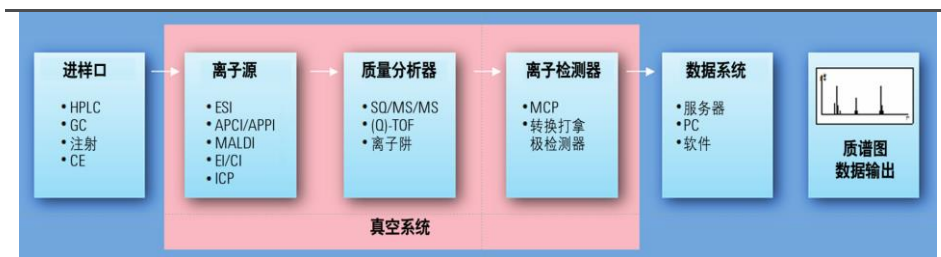 进样口
• HPLC
• GC
• 注射
• CE
离子源
• ESI
• APCI/APPI
• MALDI
• EI/CI
• ICP
质量分析器
• SQ/MS/MS
• (Q)-TOF
• 离子阱
离子检测器
• MCP
• 转换打拿
极检测器
数据系统
• 服务器
• PC
• 软件
质谱图
数据输出
真空系统